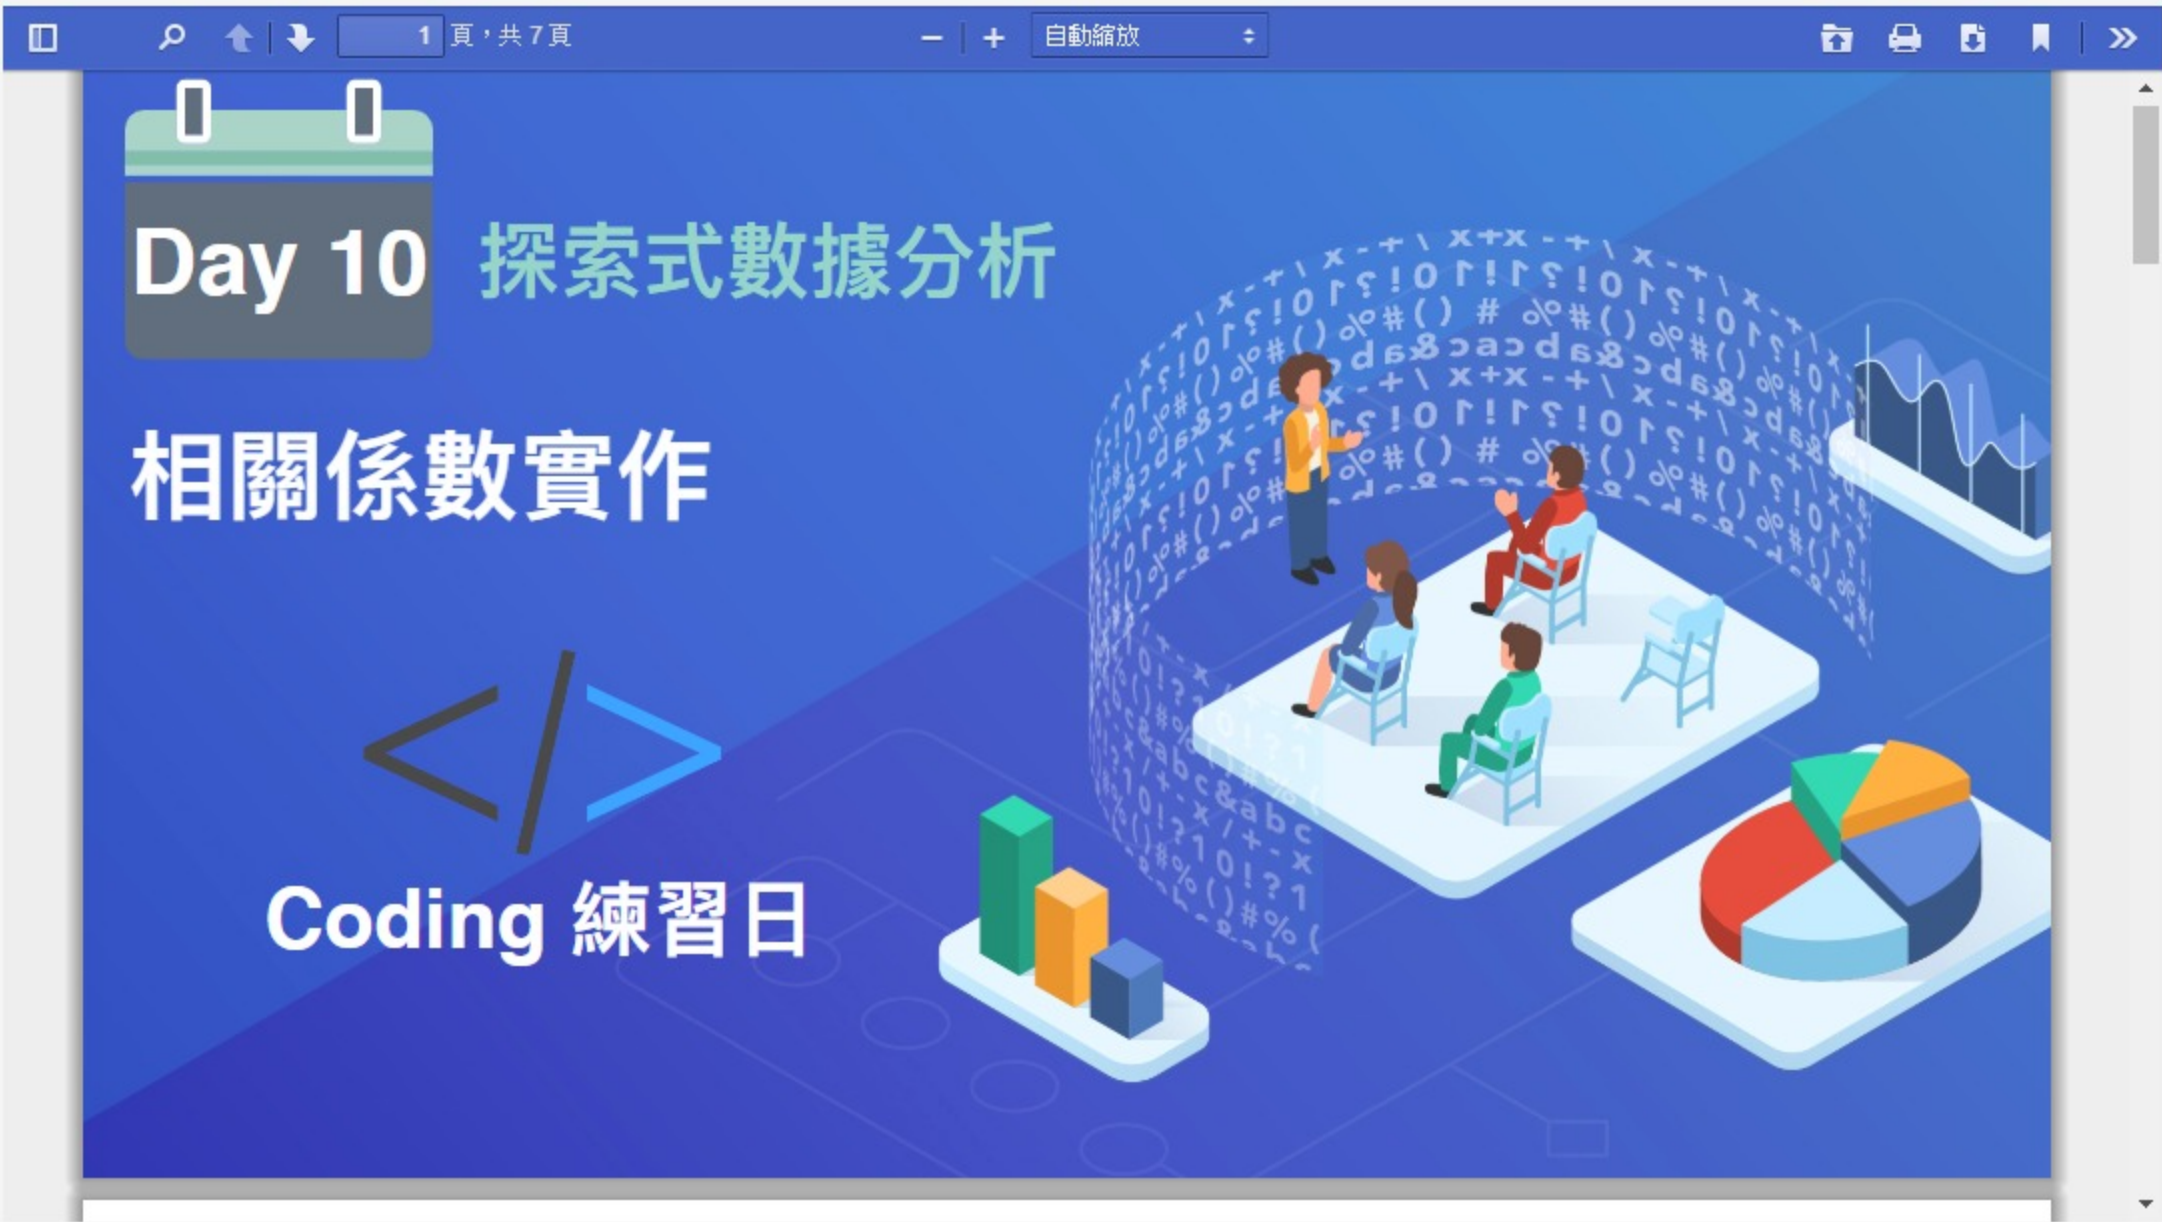 1 頁，共 7 頁
自動縮放
Day 10
探索式數據分析
相關係數實作
</>
Coding 練習日